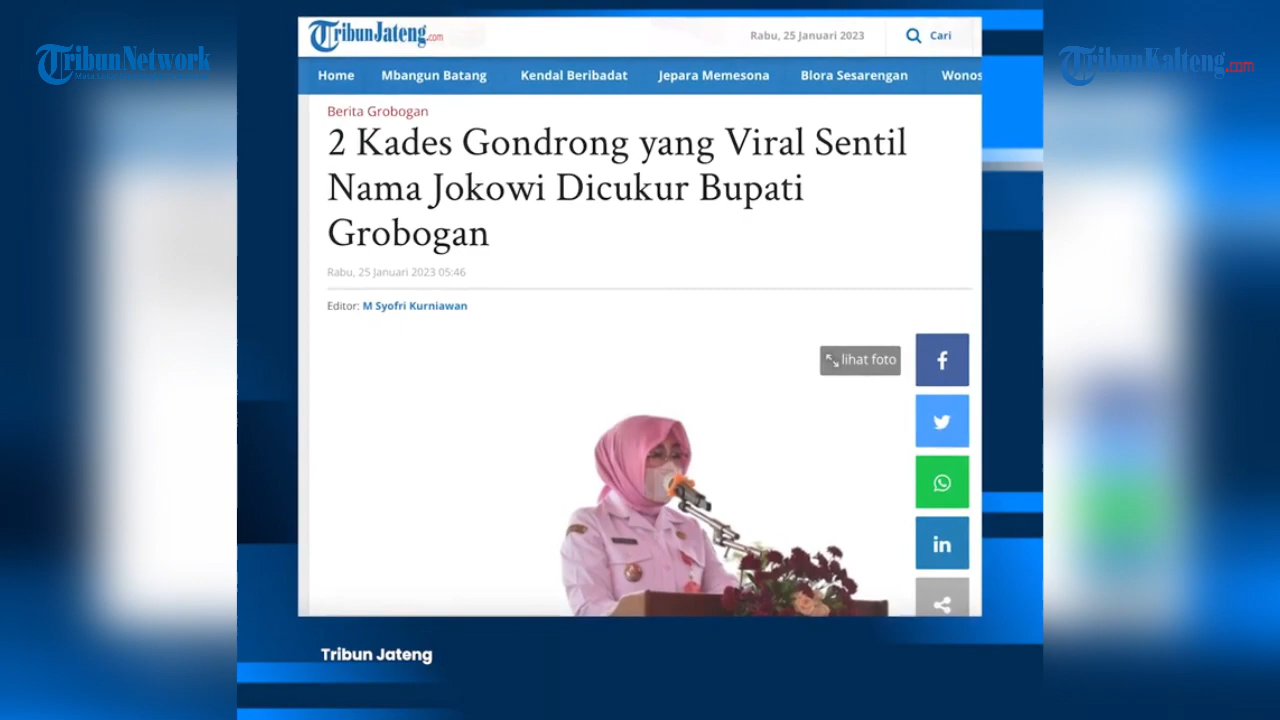 TribunNetwork
TribunJateng.com
Rabu, 25 Januari 2023
Cari
TribunKalteng.com
Home
Mbangun Batang
Kendal Beribadat
Jepara Memesona
Blora Sesarengan
Wonos
Berita Grobogan
2 Kades Gondrong yang Viral Sentil
Nama Jokowi Dicukur Bupati
Grobogan
Rabu, 25 Januari 2023 05:46
Editor: M Syofri Kurniawan
lihat foto
Tribun Jateng